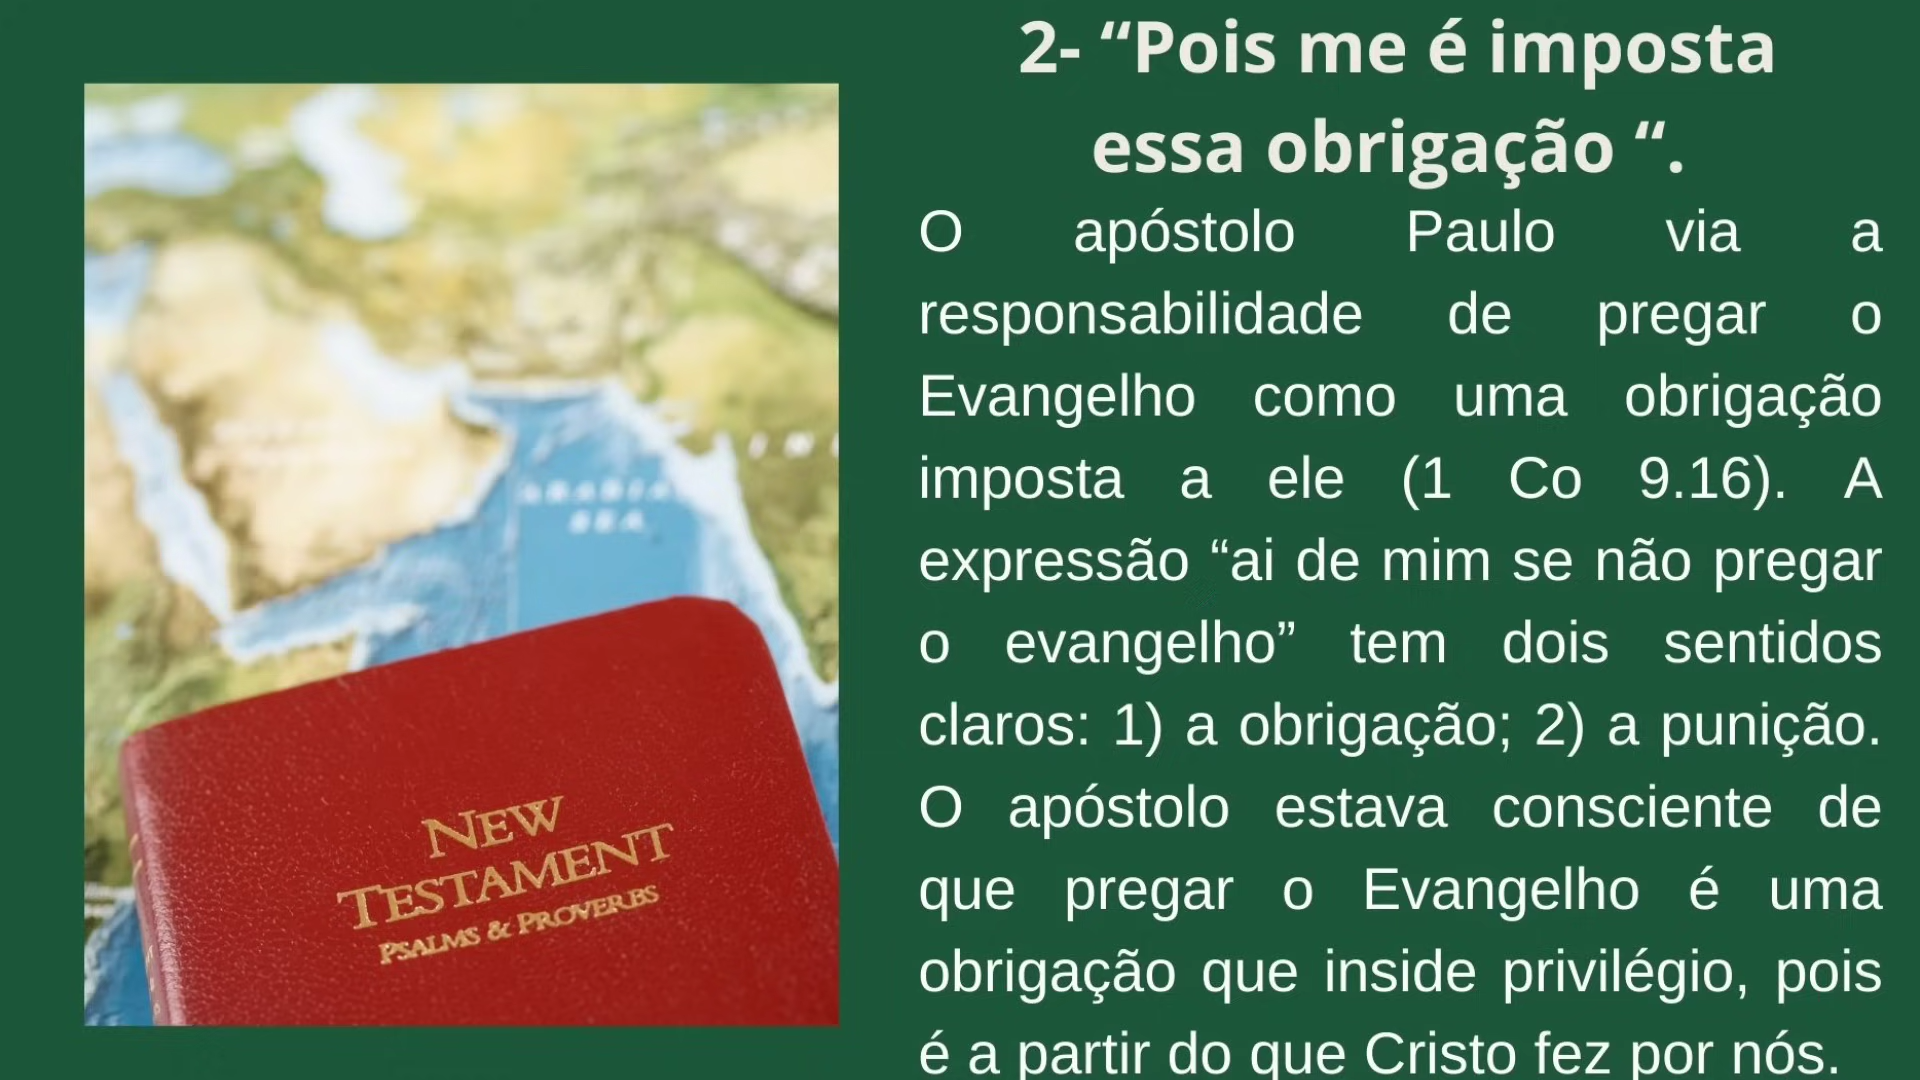 2- “Pois me é imposta
essa obrigação “.
O apóstolo Paulo via a
responsabilidade de pregar o
Evangelho como uma obrigação
imposta a ele (1 Co 9.16). A
expressão “ai de mim se não pregar
o evangelho” tem dois sentidos
claros: 1) a obrigação; 2) a punição.
O apóstolo estava consciente de
que pregar o Evangelho é uma
obrigação que inside privilégio, pois
é a partir do que Cristo fez por nós.
ARABIAN
SEA
NEW
TESTAMENT
PSALMS & PROVERBS